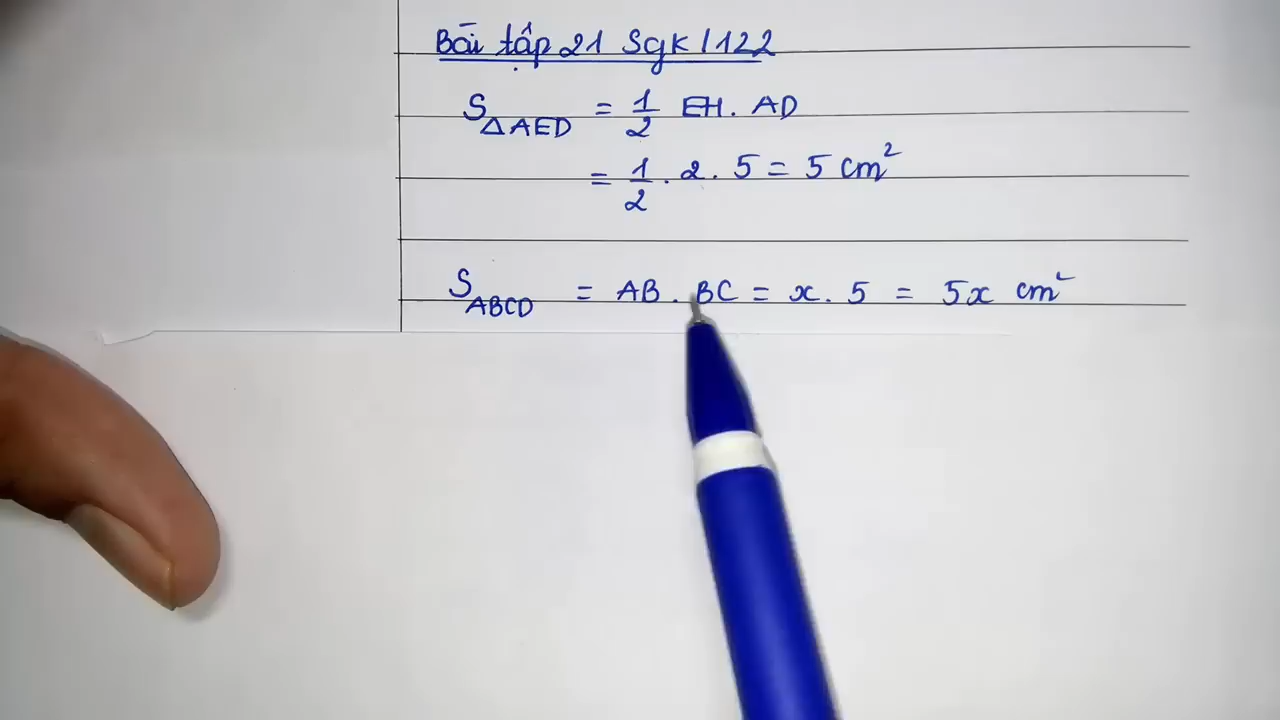 Bài tập 21 Sgk/122
S△AED = 1/2 EH. AD
= 1/2 . 2 . 5 = 5 cm²
SABCD = AB . BC = x. 5 = 5x cm²